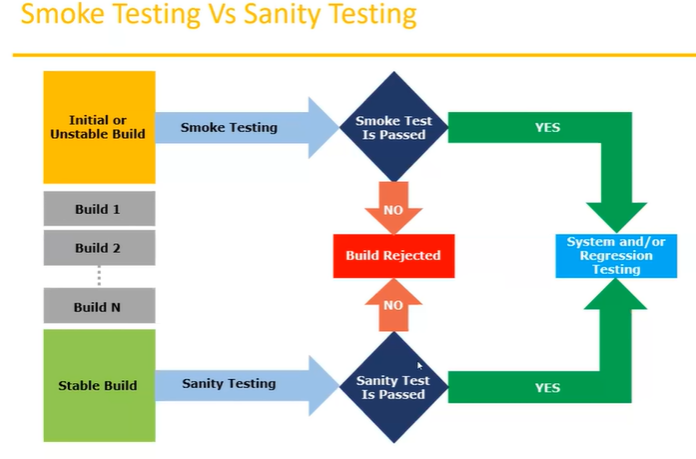 Smoke Testing Vs Sanity Testing
Initial or
Unstable Build
Smoke Testing
Smoke Test
Is Passed
YES
Build 1
NO
Build 2
Build Rejected
System and/or
Regression
Testing
Build N
NO
Stable Build
Sanity Testing
Sanity Test
Is Passed
YES